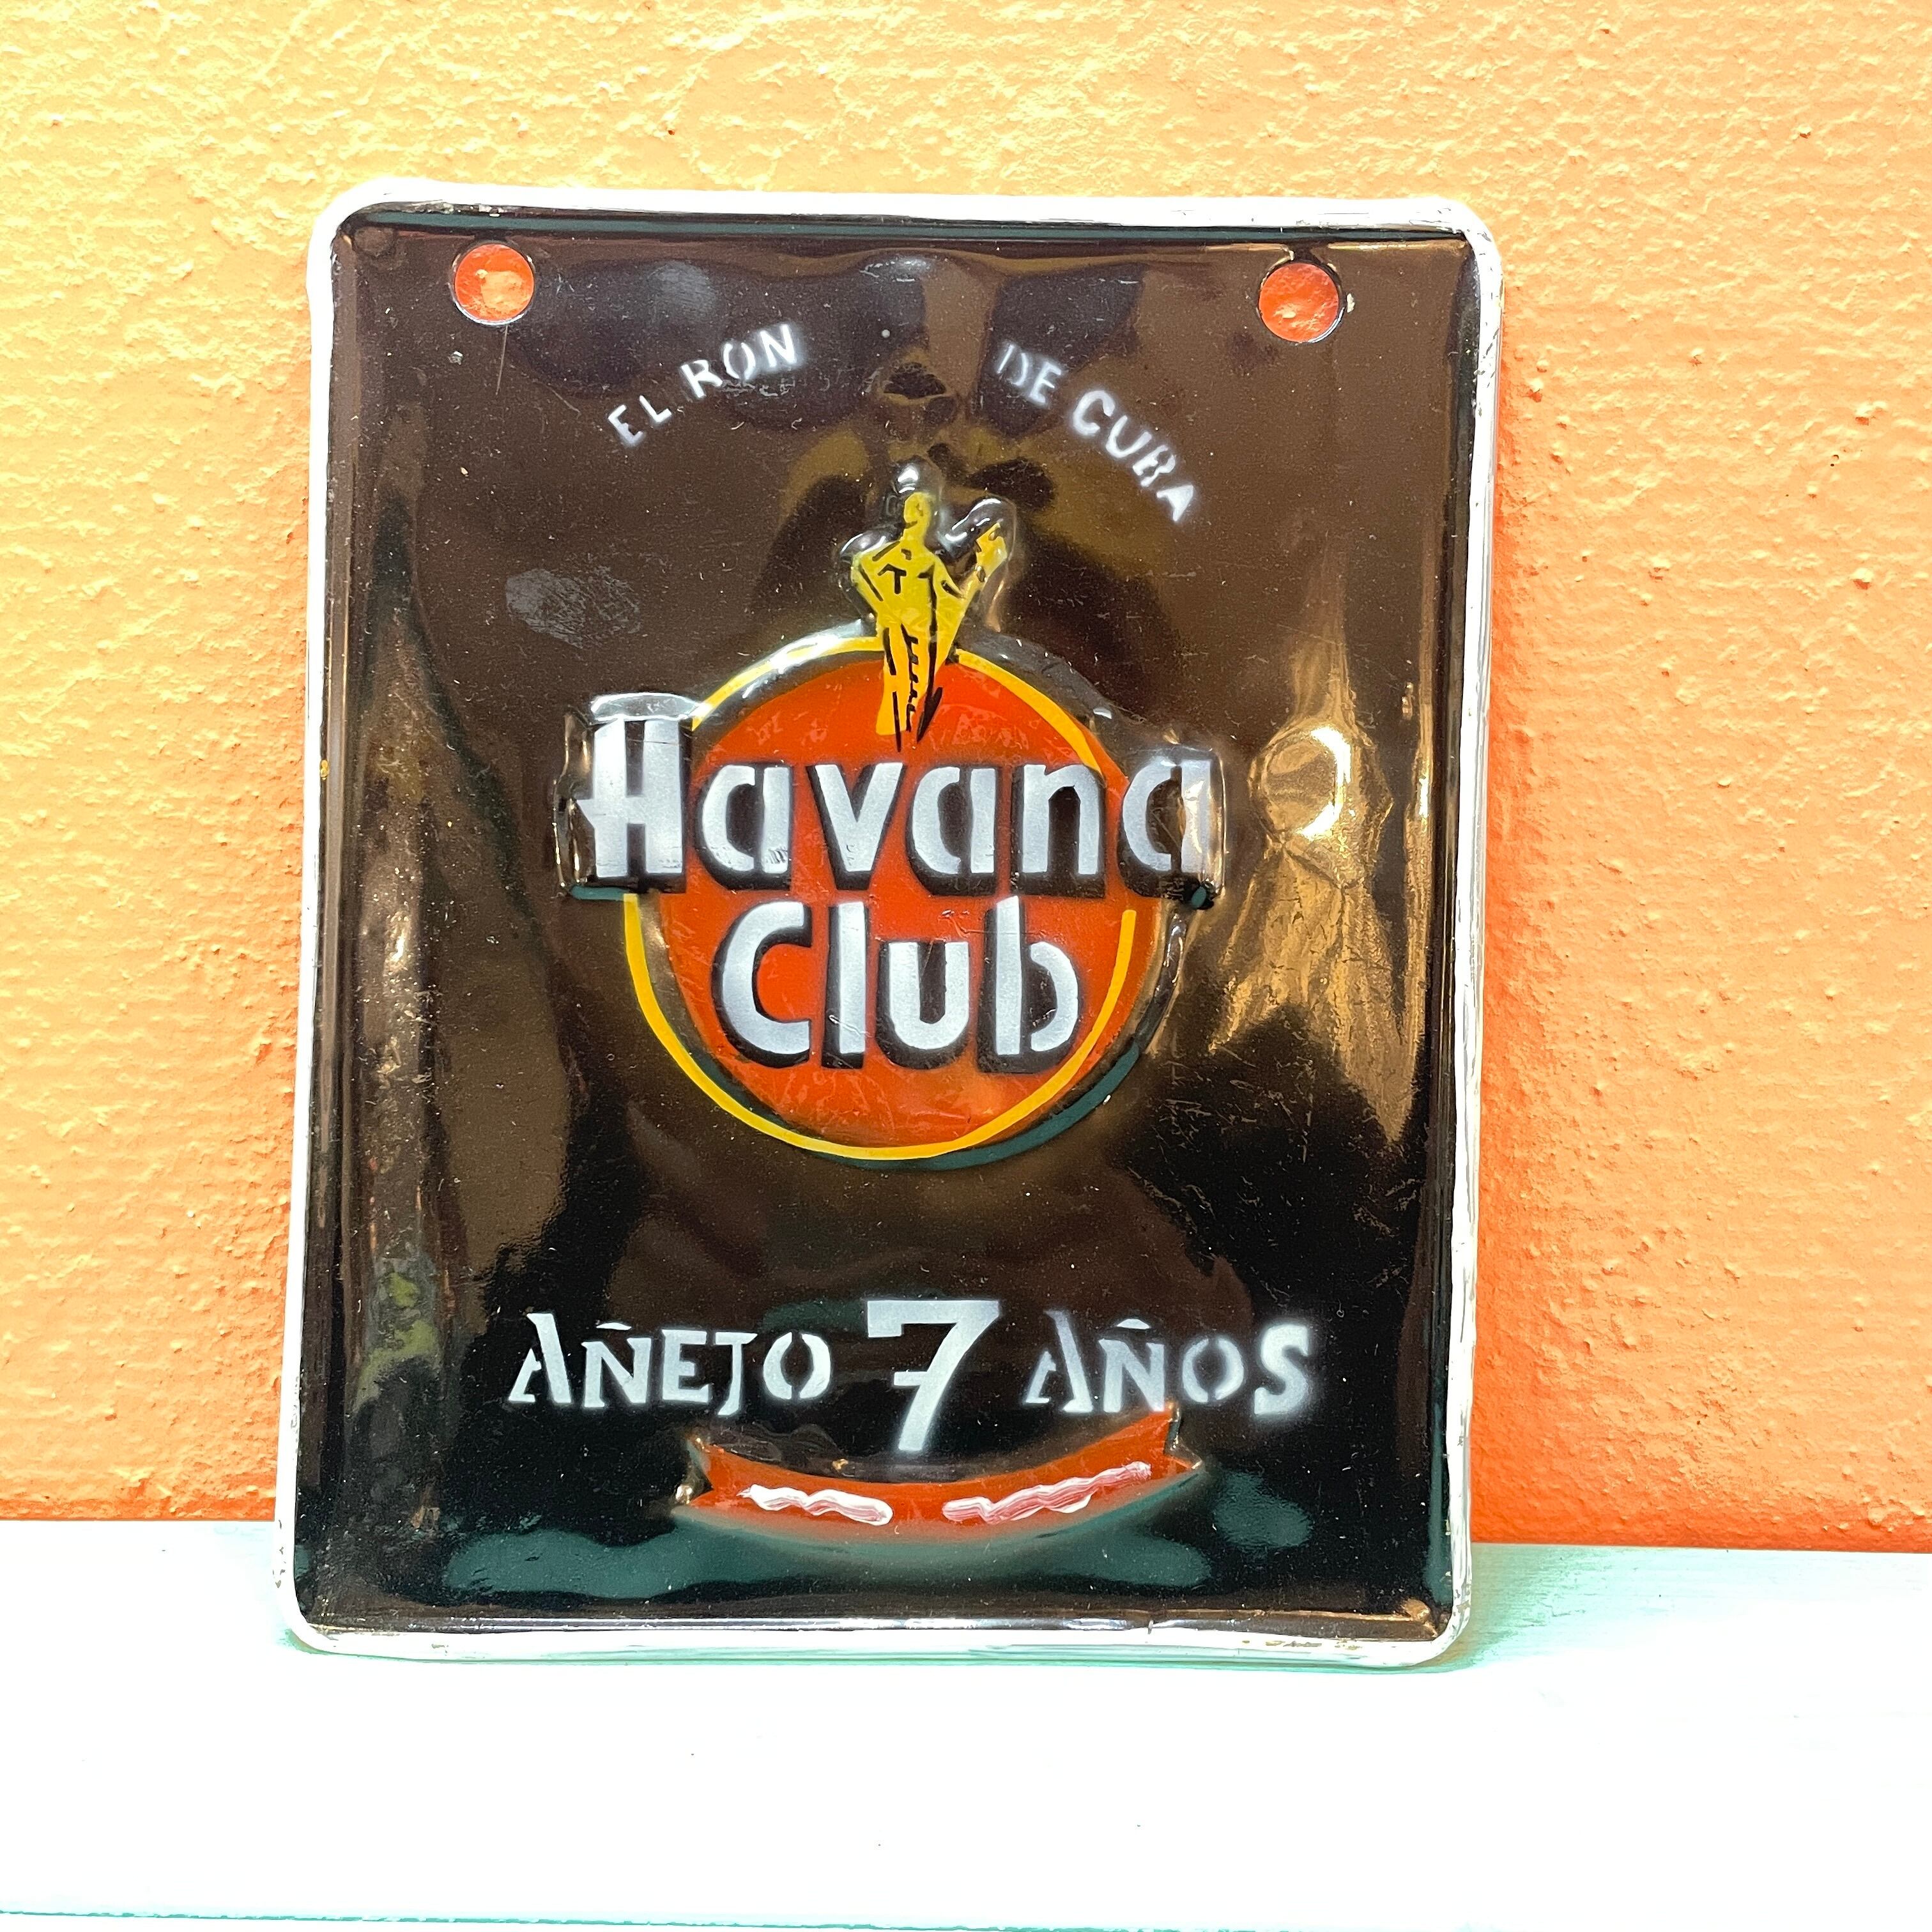 EL RON DE CUBA
Havana
Club
AÑEJO 7 AÑOS